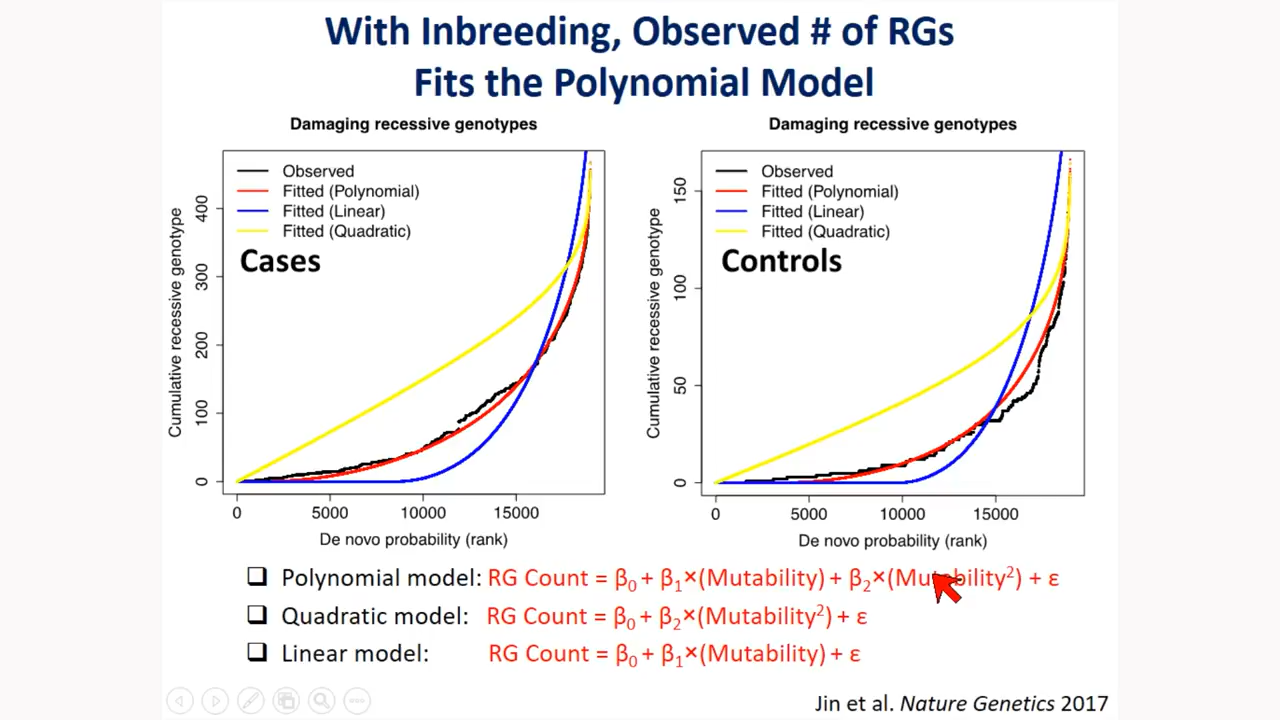 With Inbreeding, Observed # of RGs
Fits the Polynomial Model
Damaging recessive genotypes
Observed
Fitted (Polynomial)
Fitted (Linear)
Fitted (Quadratic)
Cases
Cumulative recessive genotype
0
100
200
300
400
0 5000 10000 15000
De novo probability (rank)
Damaging recessive genotypes
Observed
Fitted (Polynomial)
Fitted (Linear)
Fitted (Quadratic)
Controls
Cumulative recessive genotype
0
50
100
150
0 5000 10000 15000
De novo probability (rank)
❑ Polynomial model: RG Count = β₀ + β₁×(Mutability) + β₂×(Mutability²) + ε
❑ Quadratic model: RG Count = β₀ + β₂×(Mutability²) + ε
❑ Linear model: RG Count = β₀ + β₁×(Mutability) + ε
Jin et al. Nature Genetics 2017